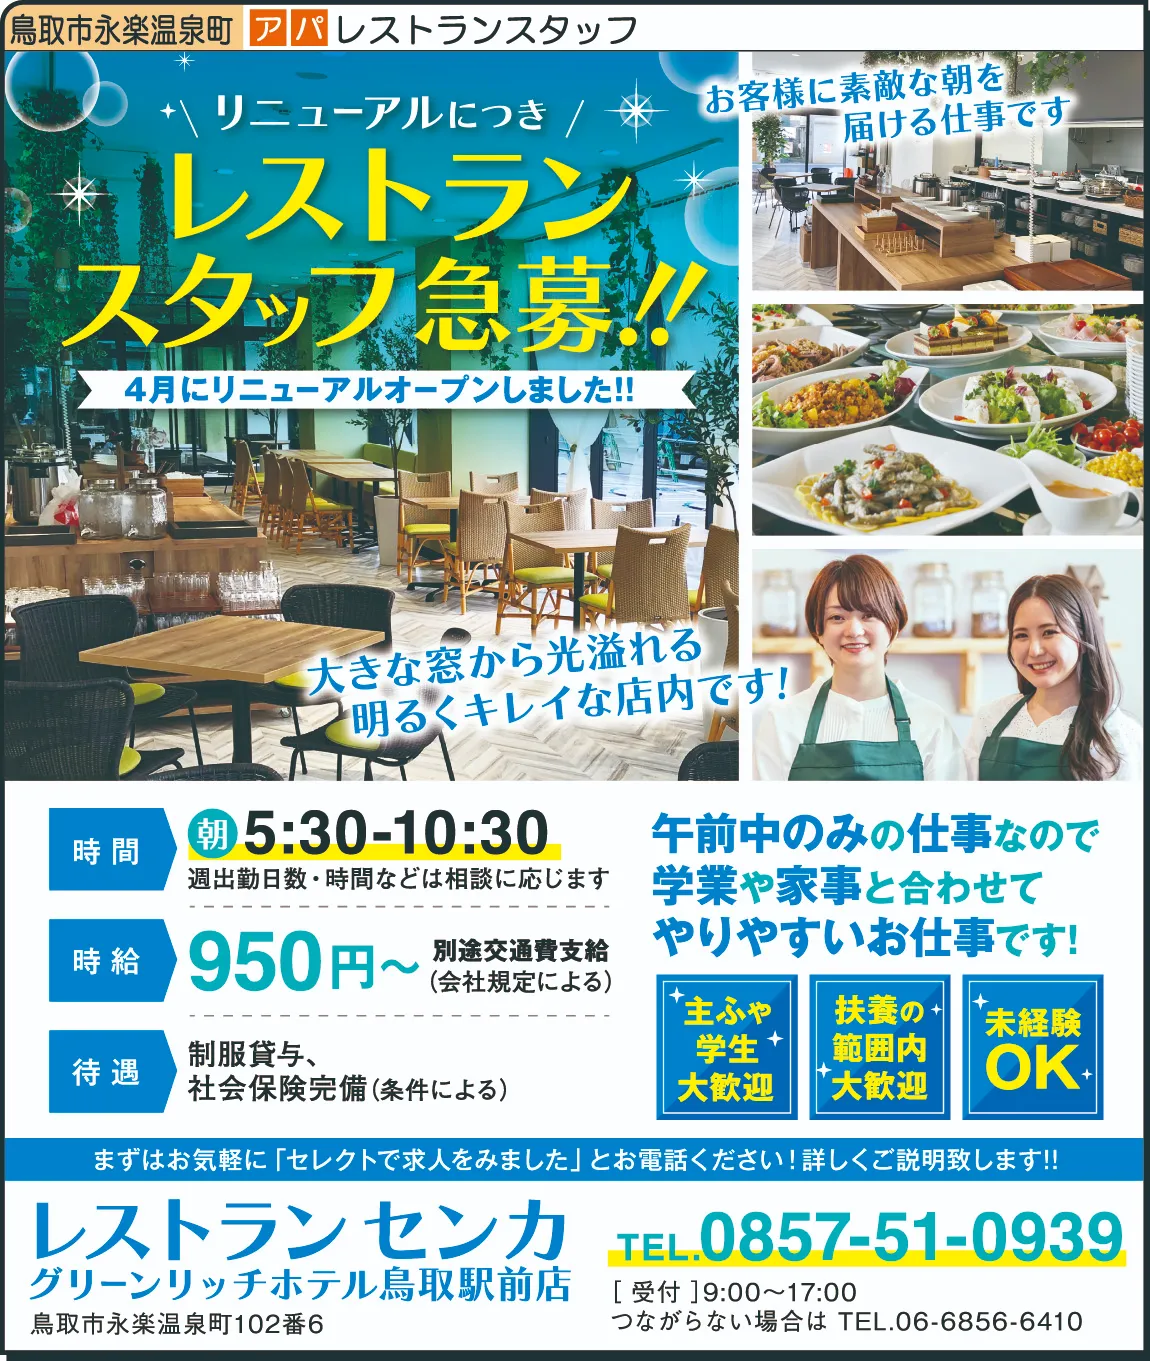 鳥取市永楽温泉町 アパ レストランスタッフ
リニューアルにつき
レストラン
スタッフ急募!!
4月にリニューアルオープンしました!!
お客様に素敵な朝を
届ける仕事です
大きな窓から光溢れる
明るくキレイな店内です!
時間
朝 5:30-10:30
週出勤日数・時間などは相談に応じます
時給
950円〜 別途交通費支給
(会社規定による)
待遇
制服貸与、
社会保険完備(条件による)
午前中のみの仕事なので
学業や家事と合わせて
やりやすいお仕事です!
主ふや
学生
大歓迎
扶養の
範囲内
大歓迎
未経験
OK
まずはお気軽に「セレクトで求人をみました」とお電話ください!詳しくご説明致します!!
レストラン センカ
グリーンリッチホテル鳥取駅前店
鳥取市永楽温泉町102番6
TEL.0857-51-0939
[ 受付 ]9:00〜17:00
つながらない場合は TEL.06-6856-6410